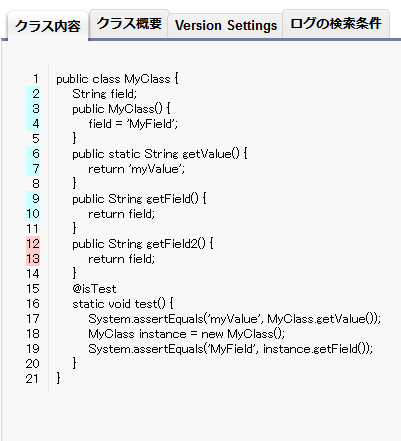 クラス内容 クラス概要 Version Settings ログの検索条件
1 public class MyClass {
2 String field;
3 public MyClass() {
4 field = 'MyField';
5 }
6 public static String getValue() {
7 return 'myValue';
8 }
9 public String getField() {
10 return field;
11 }
12 public String getField2() {
13 return field;
14 }
15 @isTest
16 static void test() {
17 System.assertEquals('myValue', MyClass.getValue());
18 MyClass instance = new MyClass();
19 System.assertEquals('MyField', instance.getField());
20 }
21 }